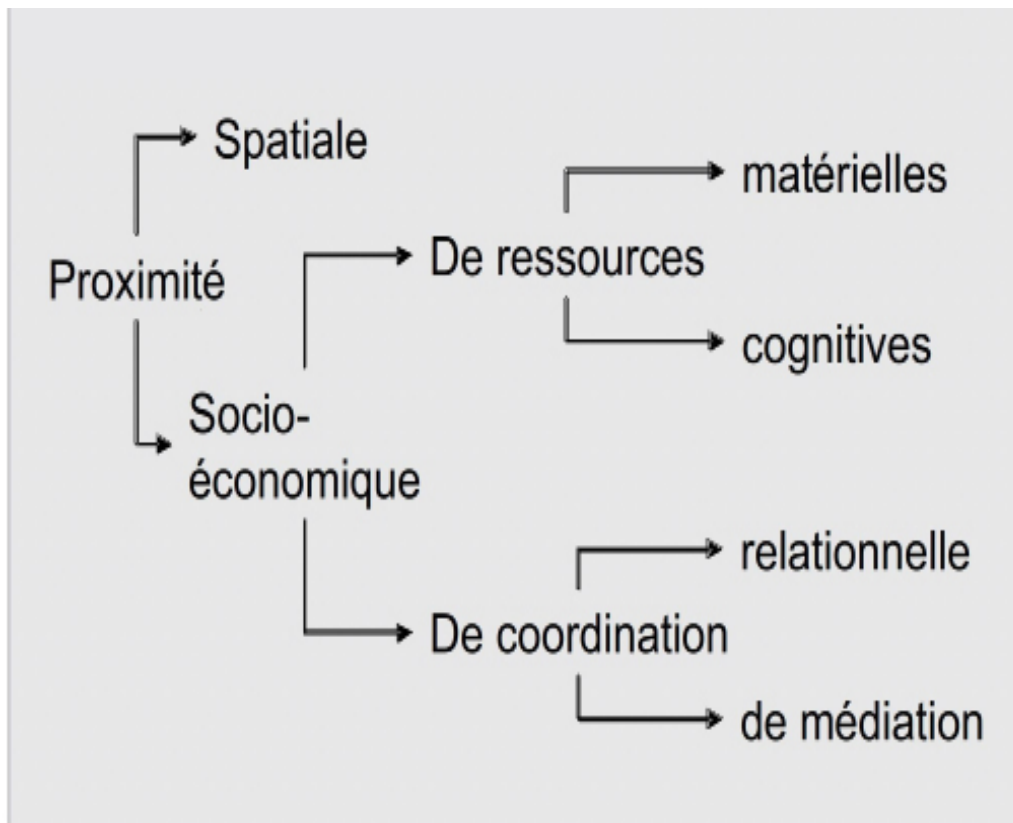 Spatiale
matérielles
De ressources
Proximité
cognitives
Socio-
économique
relationnelle
De coordination
de médiation